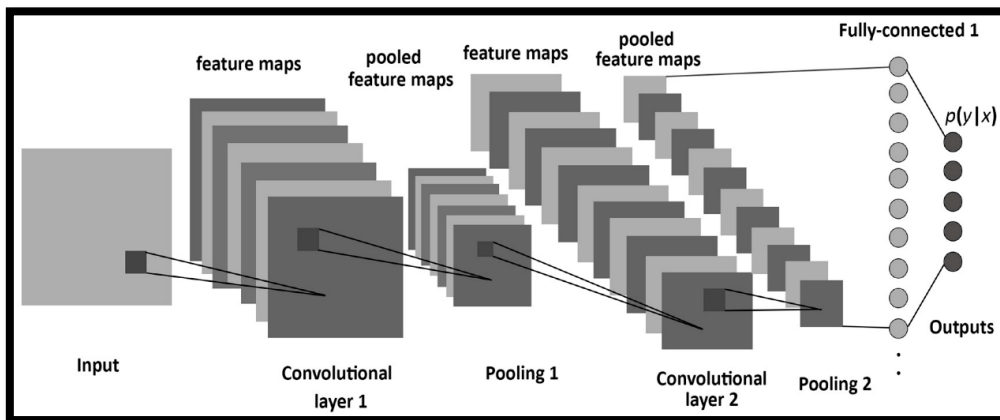 Fully-connected 1
feature maps
pooled
feature maps
feature maps
pooled
feature maps
p(y|x)
Input
Convolutional
layer 1
Pooling 1
Convolutional
layer 2
Pooling 2
Outputs